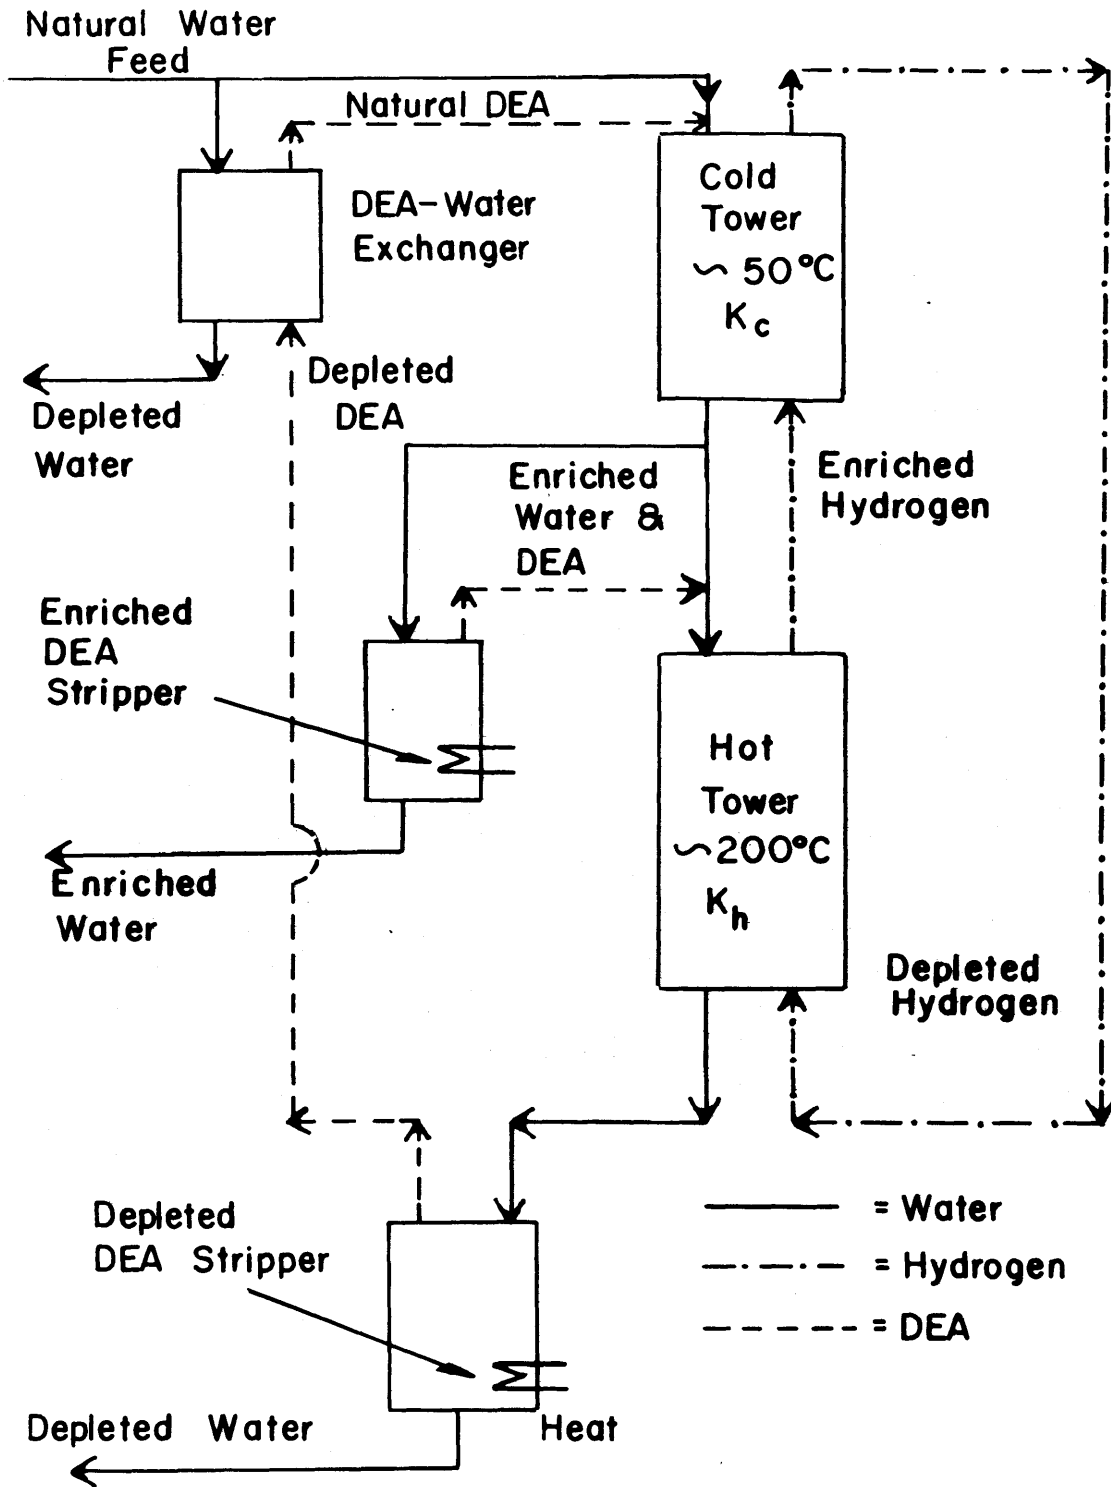 Natural Water
Feed
Natural DEA
DEA-Water
Exchanger
Cold
Tower
~ 50°C
Kc
Depleted
DEA
Depleted
Water
Enriched
Water &
DEA
Enriched
Hydrogen
Enriched
DEA
Stripper
Hot
Tower
~200°C
Kh
Enriched
Water
Depleted
Hydrogen
Depleted
DEA Stripper
= Water
= Hydrogen
= DEA
Depleted Water
Heat